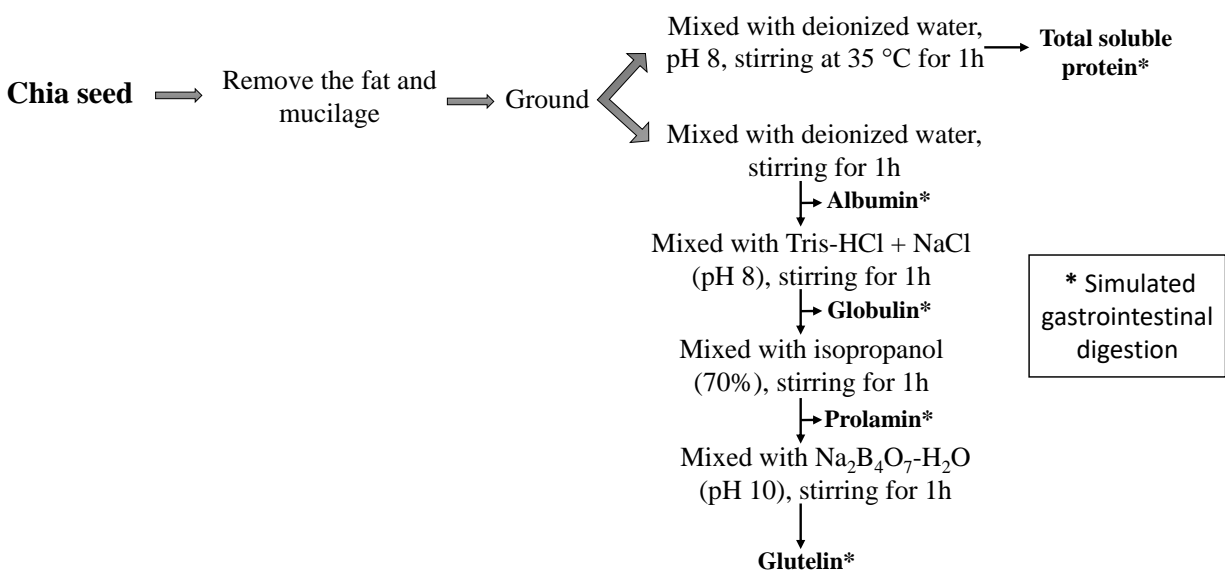 Chia seed
Remove the fat and
mucilage
Ground
Mixed with deionized water,
pH 8, stirring at 35 °C for 1h
Total soluble
protein*
Mixed with deionized water,
stirring for 1h
Albumin*
Mixed with Tris-HCl + NaCl
(pH 8), stirring for 1h
Globulin*
Mixed with isopropanol
(70%), stirring for 1h
Prolamin*
Mixed with Na₂B₄O₇-H₂O
(pH 10), stirring for 1h
Glutelin*
* Simulated
gastrointestinal
digestion